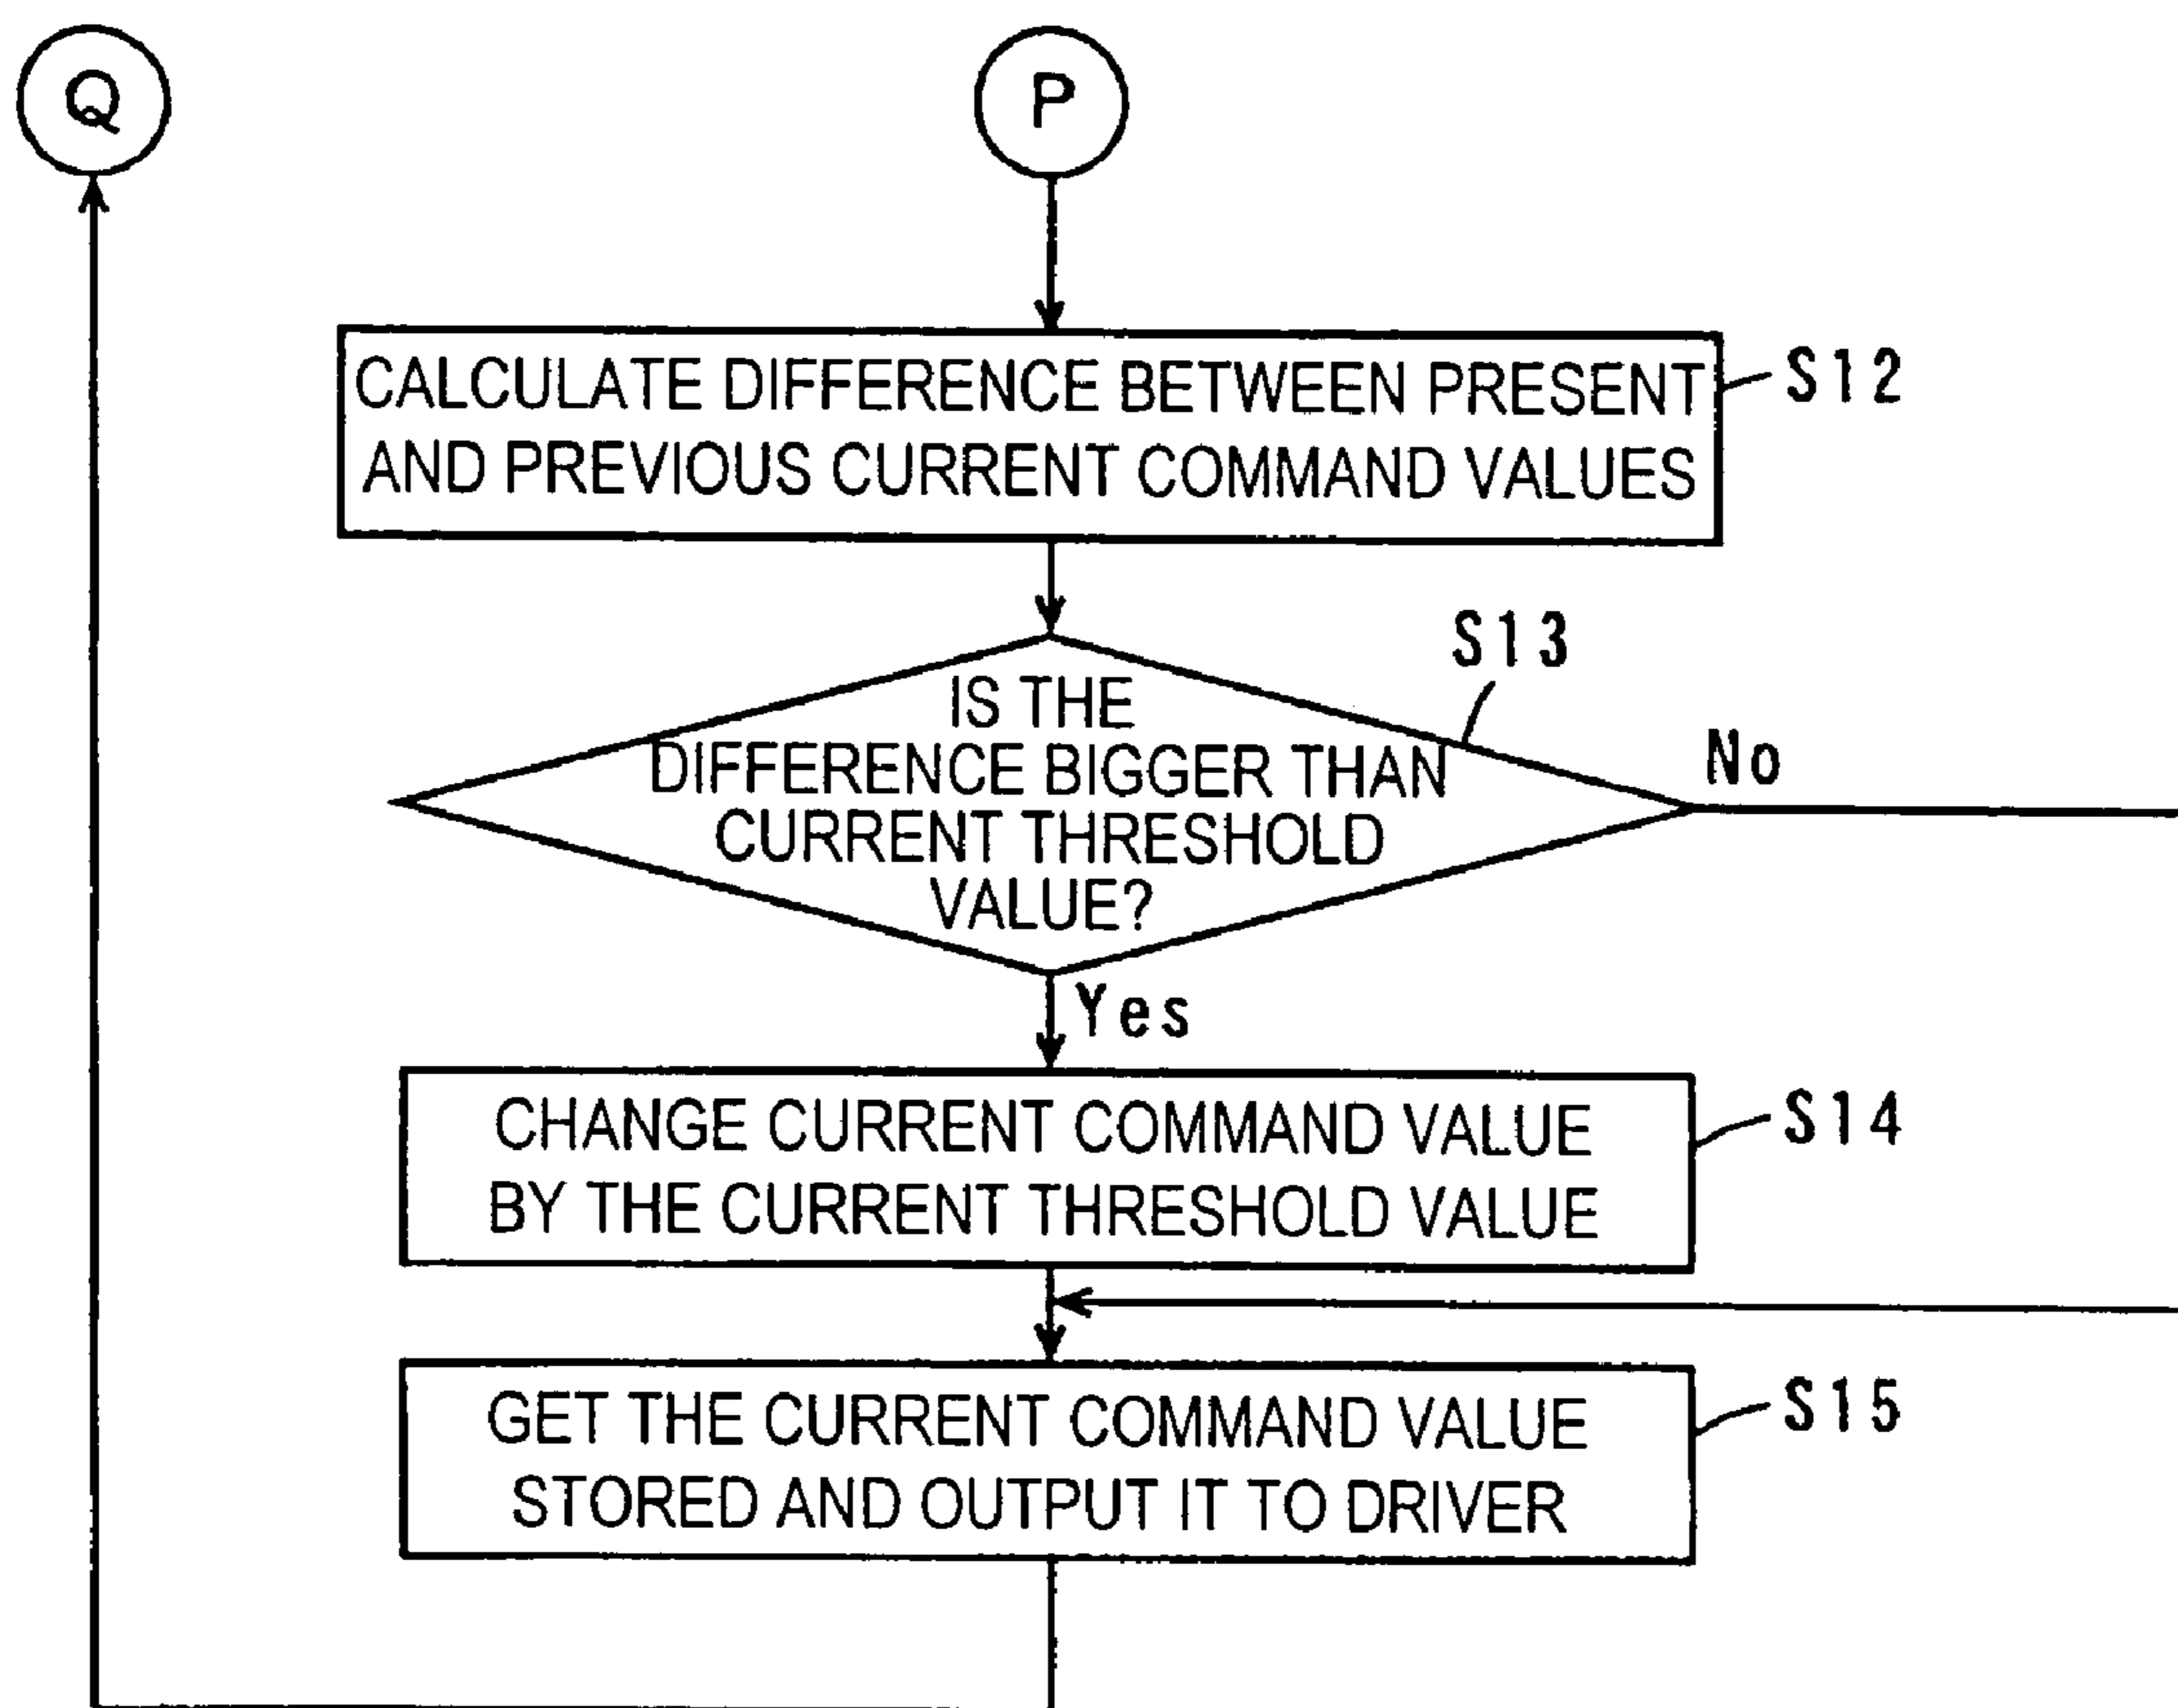 Q
P
CALCULATE DIFFERENCE BETWEEN PRESENT
AND PREVIOUS CURRENT COMMAND VALUES
S12
S13
IS THE
DIFFERENCE BIGGER THAN
CURRENT THRESHOLD
VALUE?
No
Yes
CHANGE CURRENT COMMAND VALUE
BY THE CURRENT THRESHOLD VALUE
S14
GET THE CURRENT COMMAND VALUE
STORED AND OUTPUT IT TO DRIVER
S15